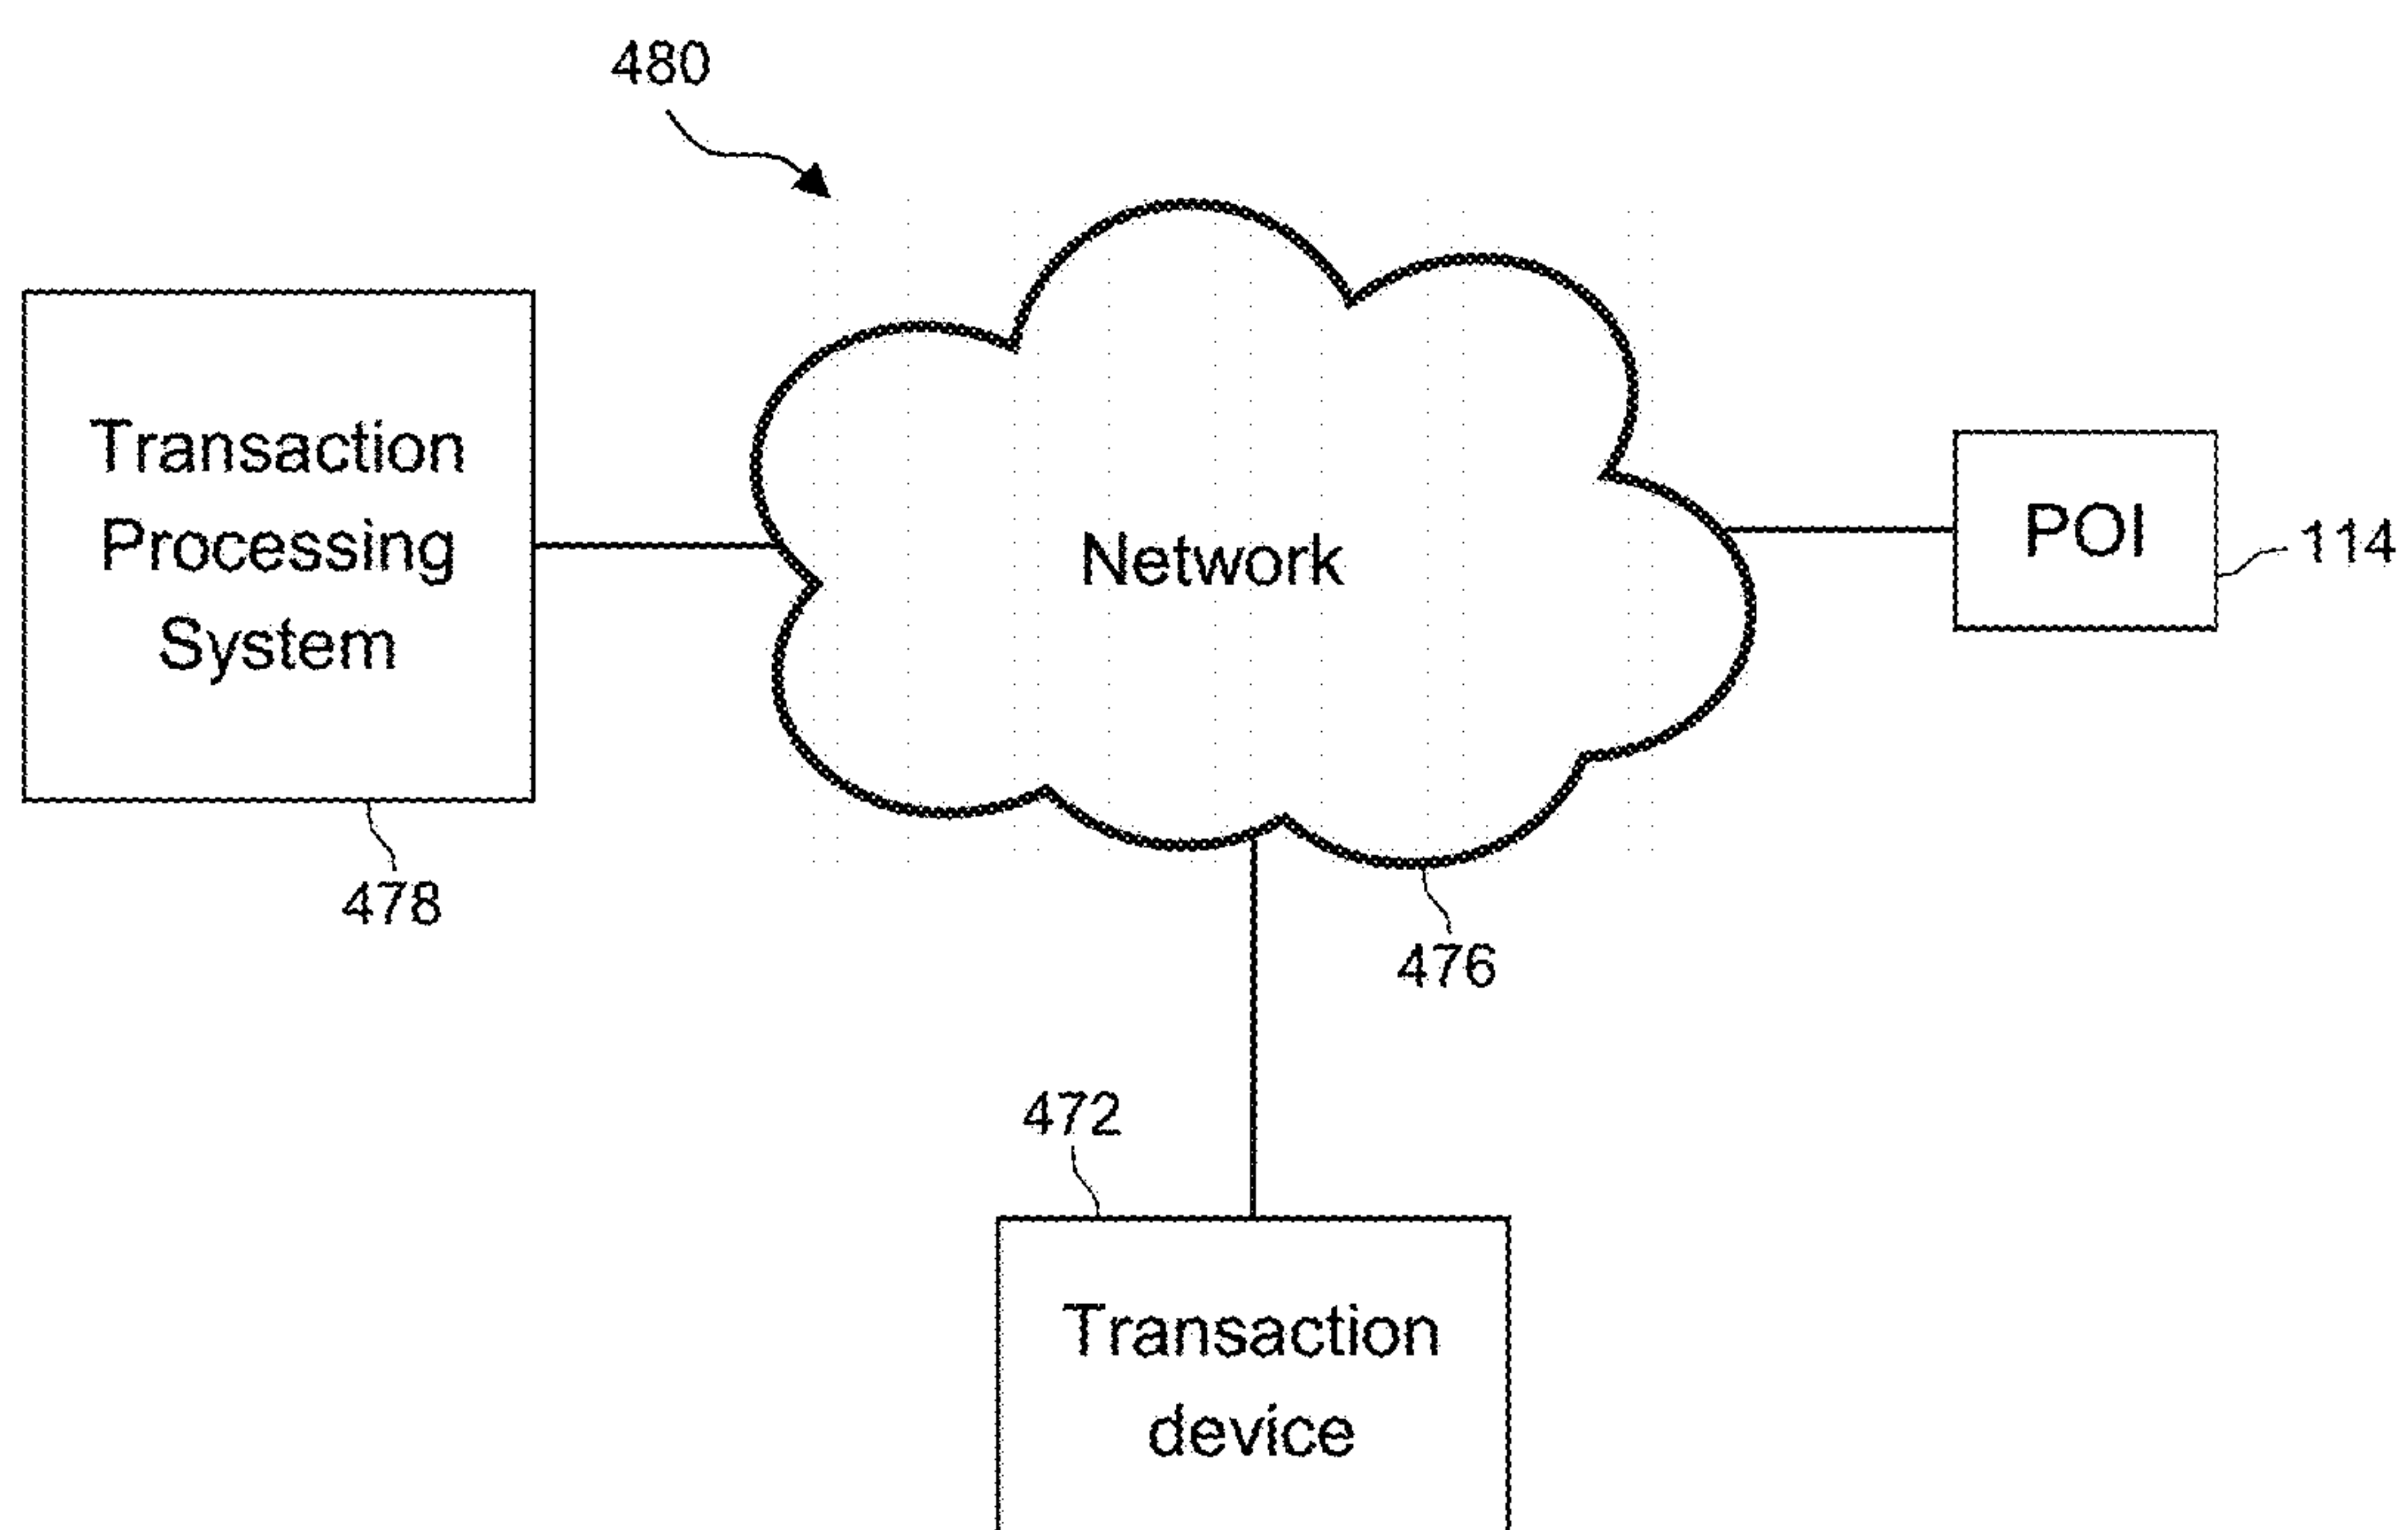 480
Transaction
Processing
System
Network
POI
114
478
476
472
Transaction
device